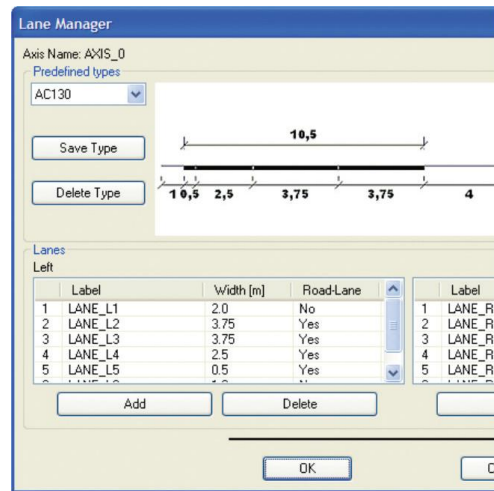 Lane Manager
Axis Name: AXIS_0
Predefined types
AC130
Save Type
Delete Type
10,5
1 0,5 2,5 3,75 3,75 4
Lanes
Left
Label Width [m] Road-Lane Label
1 LANE_L1 2.0 No 1 LANE_R
2 LANE_L2 3.75 Yes 2 LANE_R
3 LANE_L3 3.75 Yes 3 LANE_R
4 LANE_L4 2.5 Yes 4 LANE_R
5 LANE_L5 0.5 Yes 5 LANE_R
Add Delete
OK